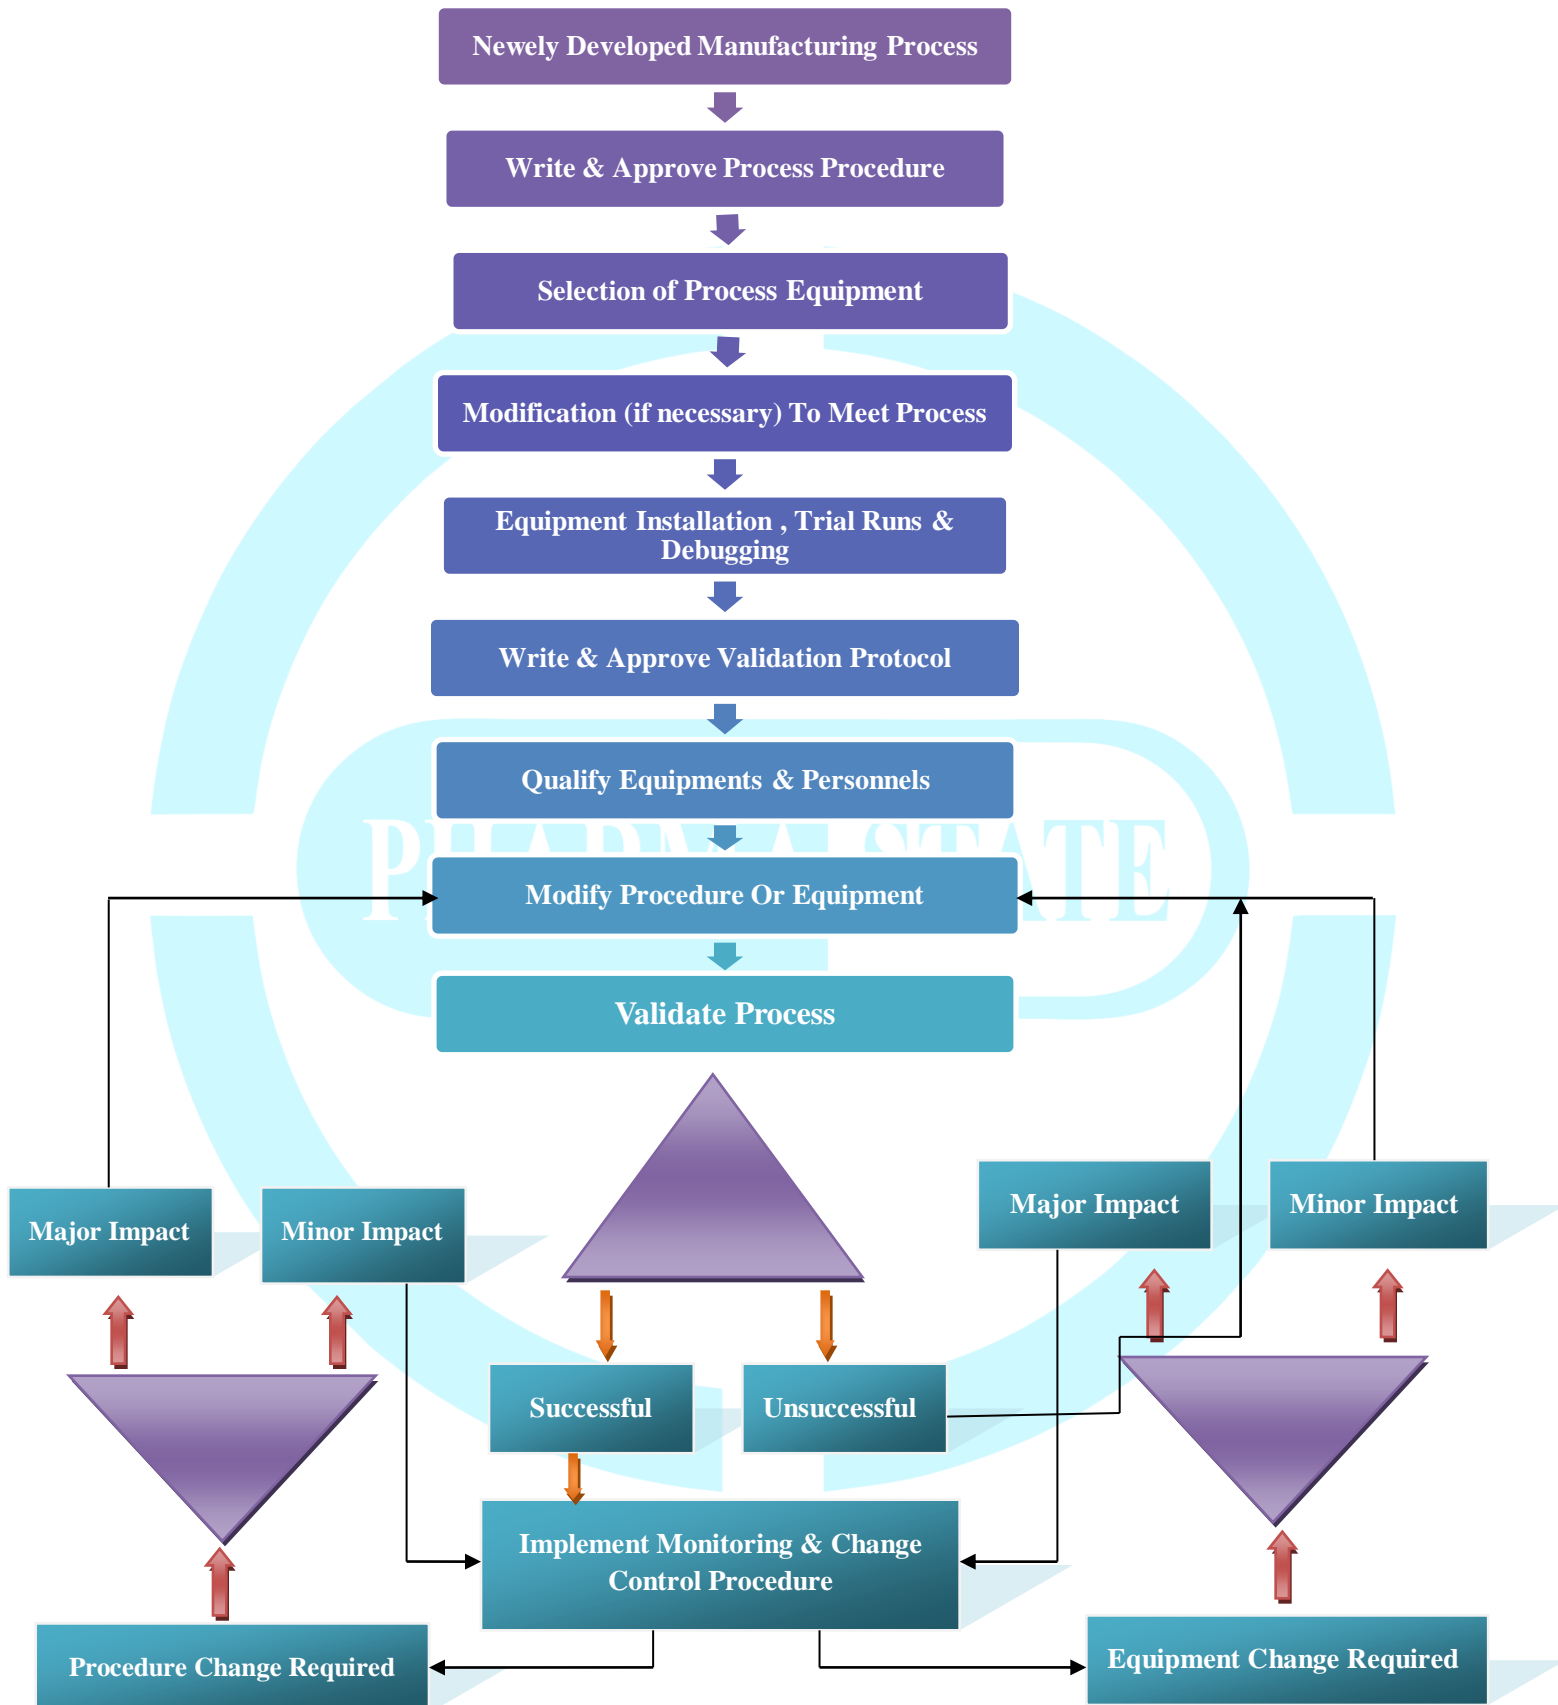 Newely Developed Manufacturing Process
Write & Approve Process Procedure
Selection of Process Equipment
Modification (if necessary) To Meet Process
Equipment Installation , Trial Runs &
Debugging
Write & Approve Validation Protocol
Qualify Equipments & Personnels
PHARMA STATE
Modify Procedure Or Equipment
Validate Process
Major Impact
Minor Impact
Major Impact
Minor Impact
Successful
Unsuccessful
Implement Monitoring & Change
Control Procedure
Procedure Change Required
Equipment Change Required